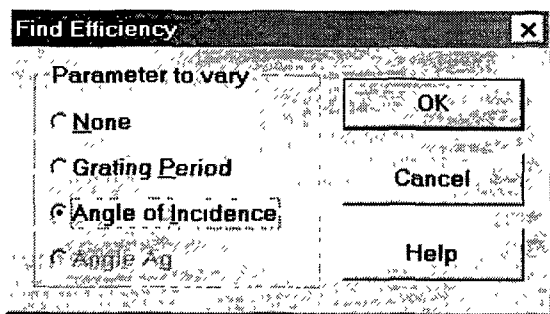 Find Efficiency
Parameter to vary
None
Grating Period
Angle of Incidence
Angle Ag
OK
Cancel
Help